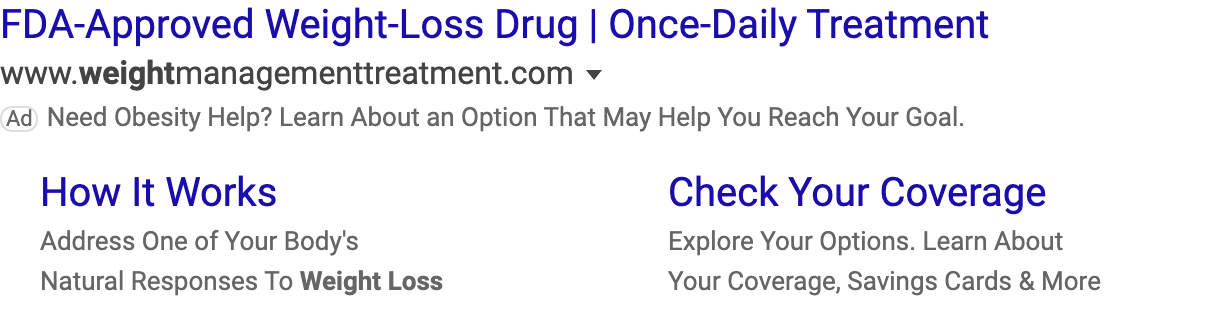 FDA-Approved Weight-Loss Drug | Once-Daily Treatment
www.weightmanagementtreatment.com
Ad Need Obesity Help? Learn About an Option That May Help You Reach Your Goal.
How It Works
Address One of Your Body's
Natural Responses To Weight Loss
Check Your Coverage
Explore Your Options. Learn About
Your Coverage, Savings Cards & More